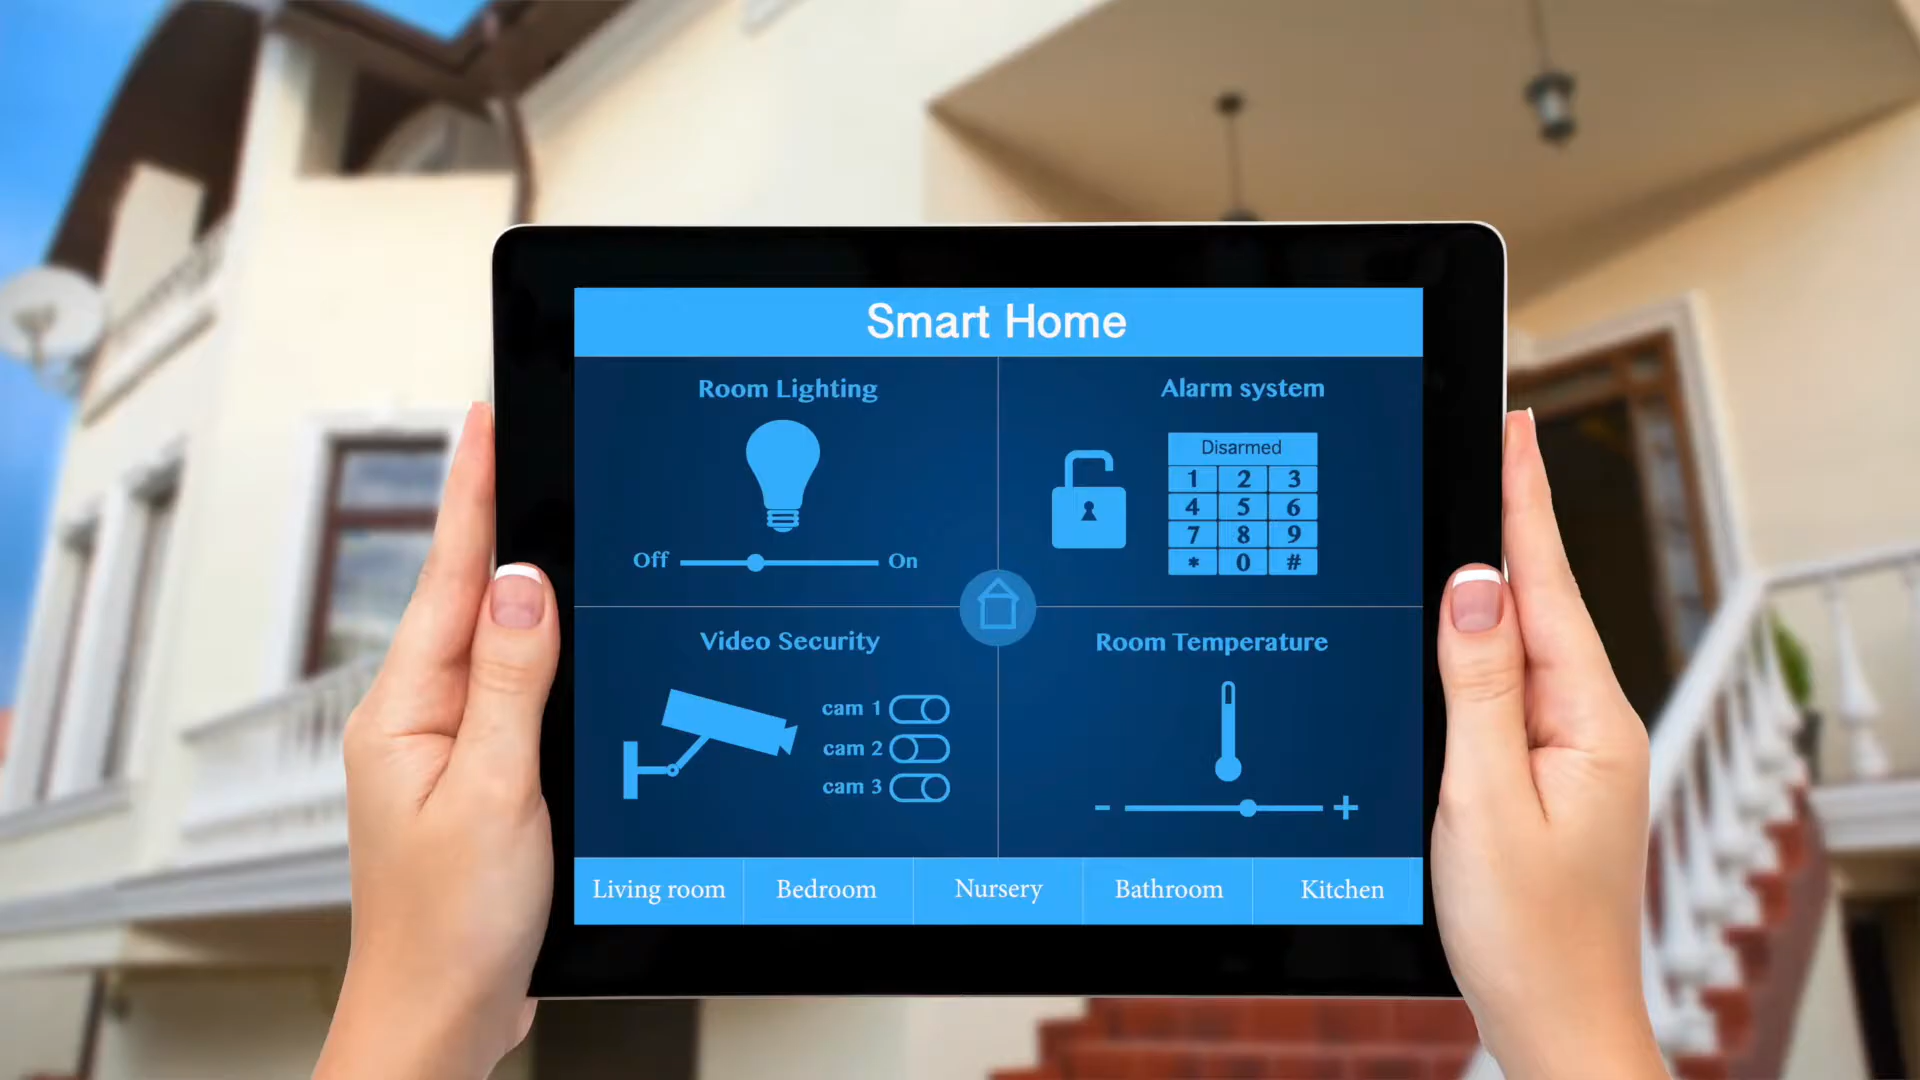 Smart Home
Room Lighting
Off
On
Alarm system
Disarmed
1 2 3
4 5 6
7 8 9
* 0 #
Video Security
cam 1
cam 2
cam 3
Room Temperature
- +
Living room
Bedroom
Nursery
Bathroom
Kitchen